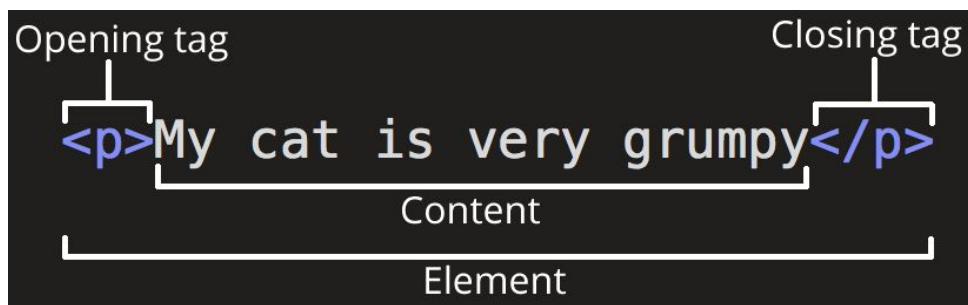 Opening tag Closing tag
<p>My cat is very grumpy</p>
Content
Element